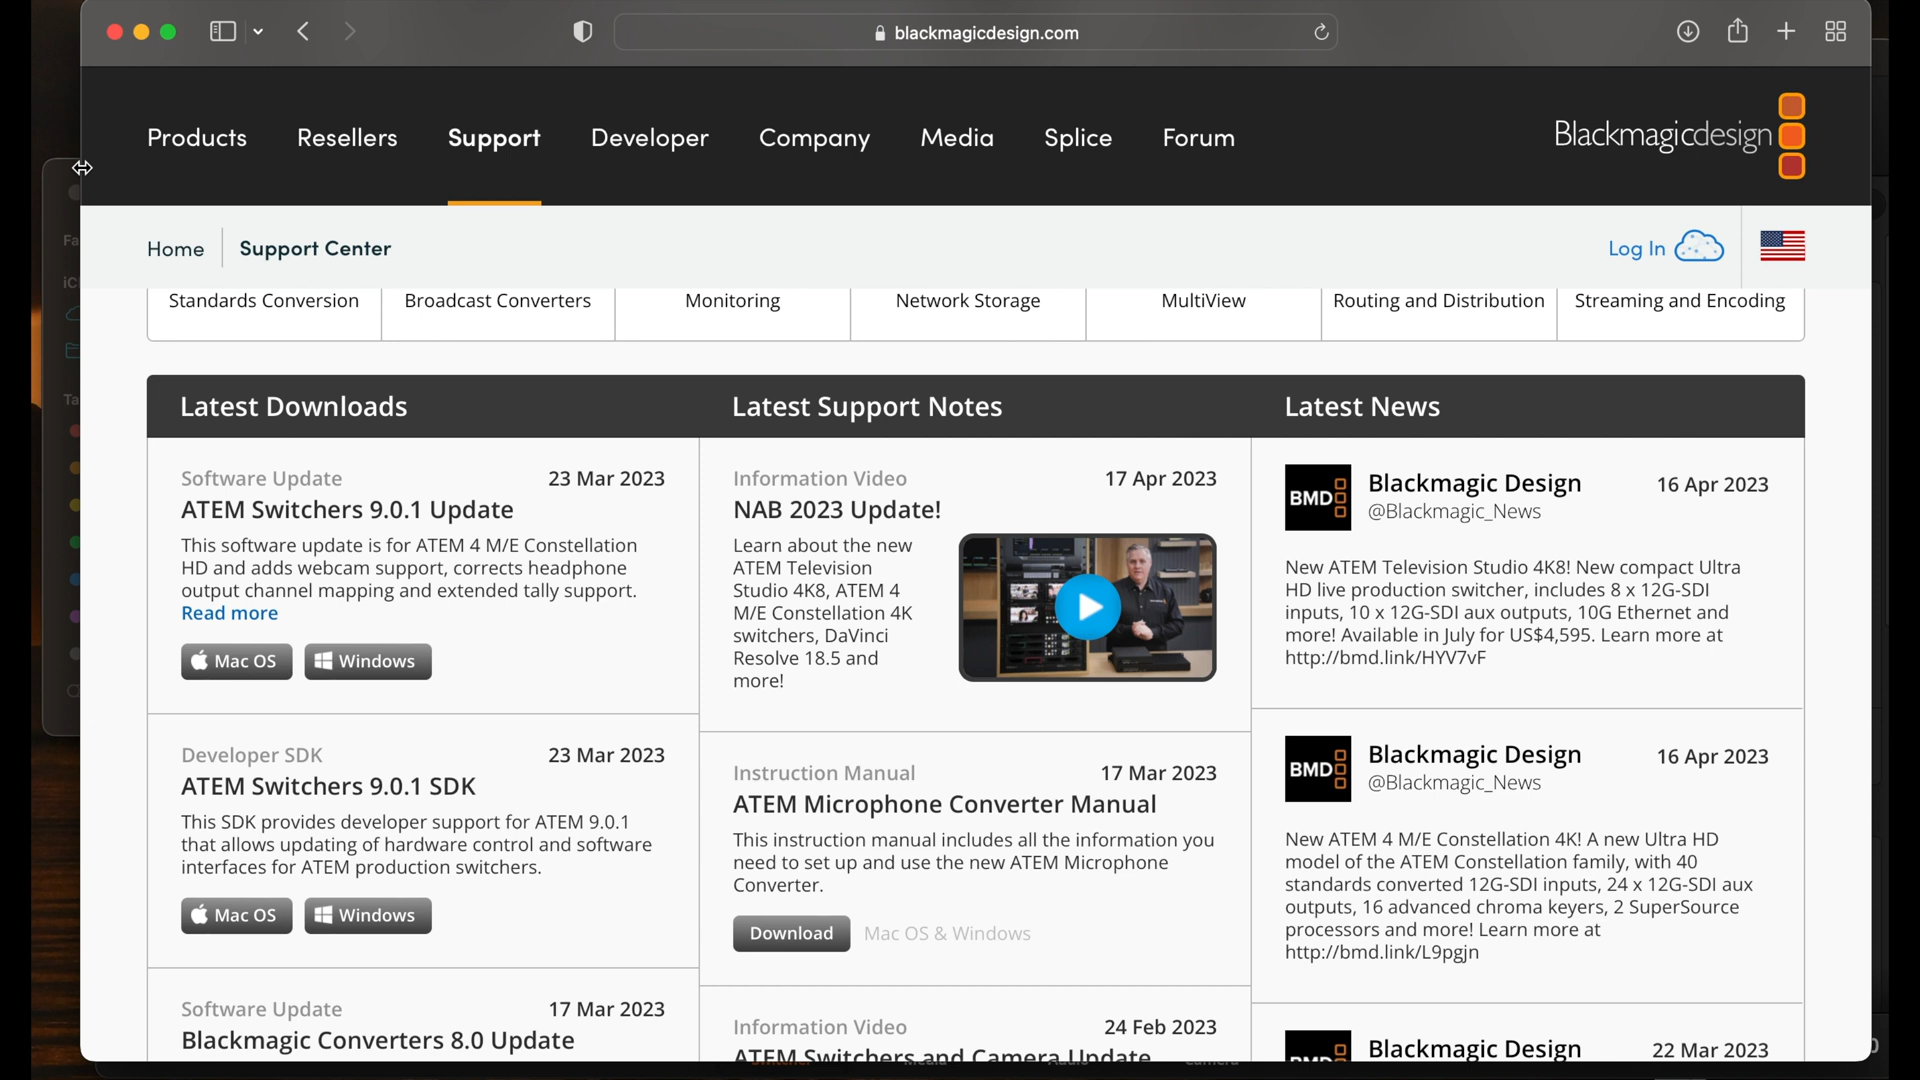 blackmagicdesign.com
Products Resellers Support Developer Company Media Splice Forum
Blackmagicdesign
Home Support Center
Log In
Standards Conversion Broadcast Converters Monitoring Network Storage MultiView Routing and Distribution Streaming and Encoding
Latest Downloads
Software Update 23 Mar 2023
ATEM Switchers 9.0.1 Update
This software update is for ATEM 4 M/E Constellation
HD and adds webcam support, corrects headphone
output channel mapping and extended tally support.
Read more
Mac OS Windows
Developer SDK 23 Mar 2023
ATEM Switchers 9.0.1 SDK
This SDK provides developer support for ATEM 9.0.1
that allows updating of hardware control and software
interfaces for ATEM production switchers.
Mac OS Windows
Software Update 17 Mar 2023
Blackmagic Converters 8.0 Update
Latest Support Notes
Information Video 17 Apr 2023
NAB 2023 Update!
Learn about the new
ATEM Television
Studio 4K8, ATEM 4
M/E Constellation 4K
switchers, DaVinci
Resolve 18.5 and
more!
Instruction Manual 17 Mar 2023
ATEM Microphone Converter Manual
This instruction manual includes all the information you
need to set up and use the new ATEM Microphone
Converter.
Download Mac OS & Windows
Information Video 24 Feb 2023
ATEM Switchers and Camera Update
Latest News
BMD
Blackmagic Design 16 Apr 2023
@Blackmagic_News
New ATEM Television Studio 4K8! New compact Ultra
HD live production switcher, includes 8 x 12G-SDI
inputs, 10 x 12G-SDI aux outputs, 10G Ethernet and
more! Available in July for US$4,595. Learn more at
http://bmd.link/HYV7vF
BMD
Blackmagic Design 16 Apr 2023
@Blackmagic_News
New ATEM 4 M/E Constellation 4K! A new Ultra HD
model of the ATEM Constellation family, with 40
standards converted 12G-SDI inputs, 24 x 12G-SDI aux
outputs, 16 advanced chroma keyers, 2 SuperSource
processors and more! Learn more at
http://bmd.link/L9pgjn
BMD
Blackmagic Design 22 Mar 2023